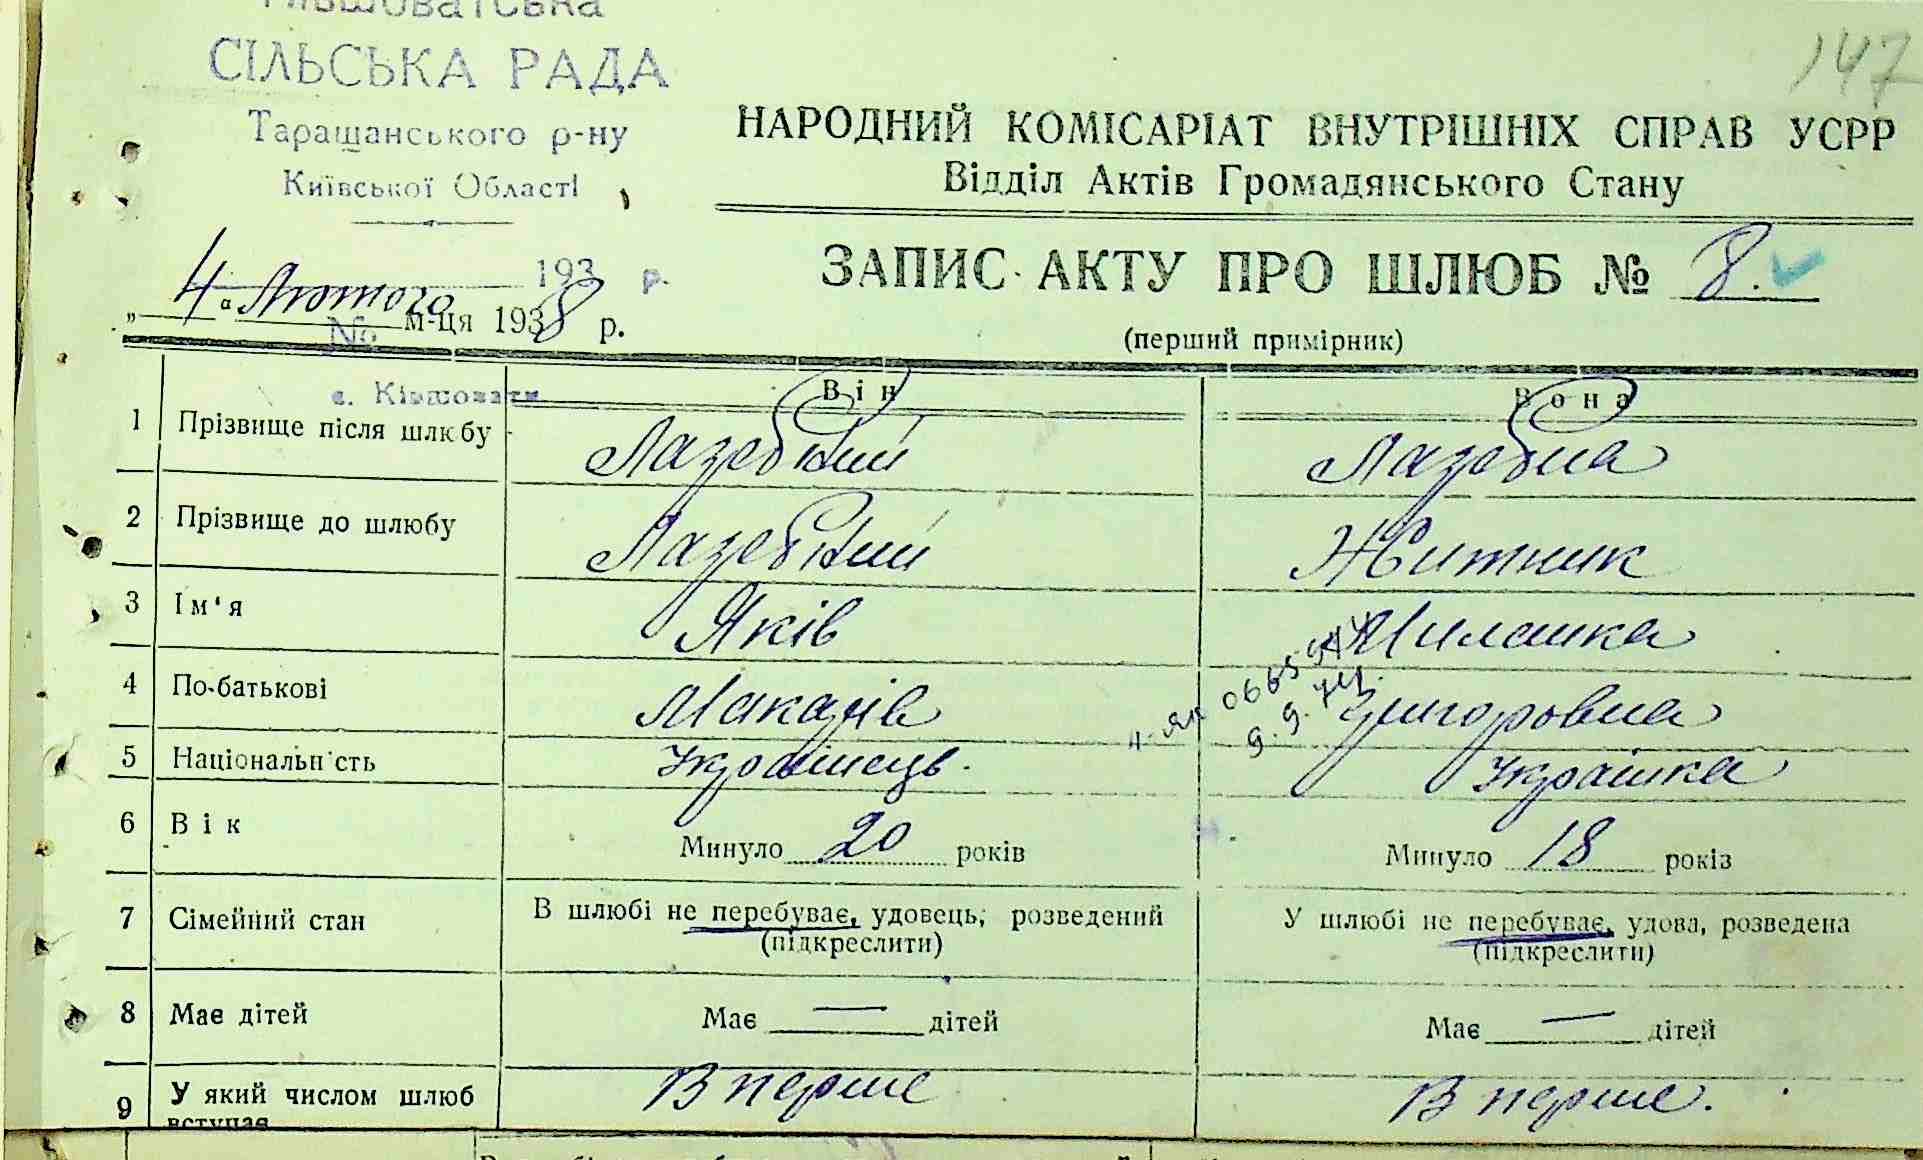 СІЛЬСЬКА РАДА
Таращанського р-ну
Київської Області
193 р.
№
с. Ківшовати
147
НАРОДНИЙ КОМІСАРІАТ ВНУТРІШНІХ СПРАВ УСРР
Відділ Актів Громадянського Стану
„4“ Лютого м-ця 1938 р.
ЗАПИС АКТУ ПРО ШЛЮБ № 8.
(перший примірник)
Він Вона
1 Прізвище після шлюбу Лазебний Лазебна
2 Прізвище до шлюбу Лазебний Житник
3 Ім'я Яків Милашка
4 По-батькові Макарів Григоровна
5 Національність Українець. Українка
6 Вік Минуло 20 років Минуло 18 років
7 Сімейний стан В шлюбі не перебуває, удовець, розведений У шлюбі не перебуває, удова, розведена
(підкреслити) (підкреслити)
8 Має дітей Має — дітей Має — дітей
9 У який числом шлюб вступає Вперше Вперше.